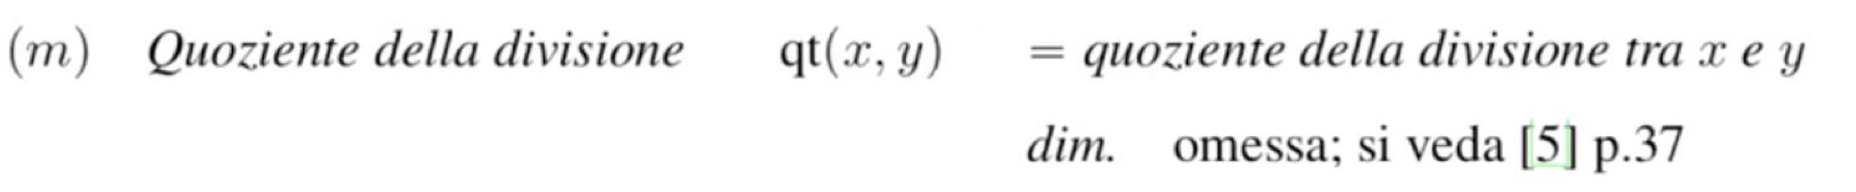 (m) Quoziente della divisione qt(x, y) = quoziente della divisione tra x e y
dim. omessa; si veda [5] p.37